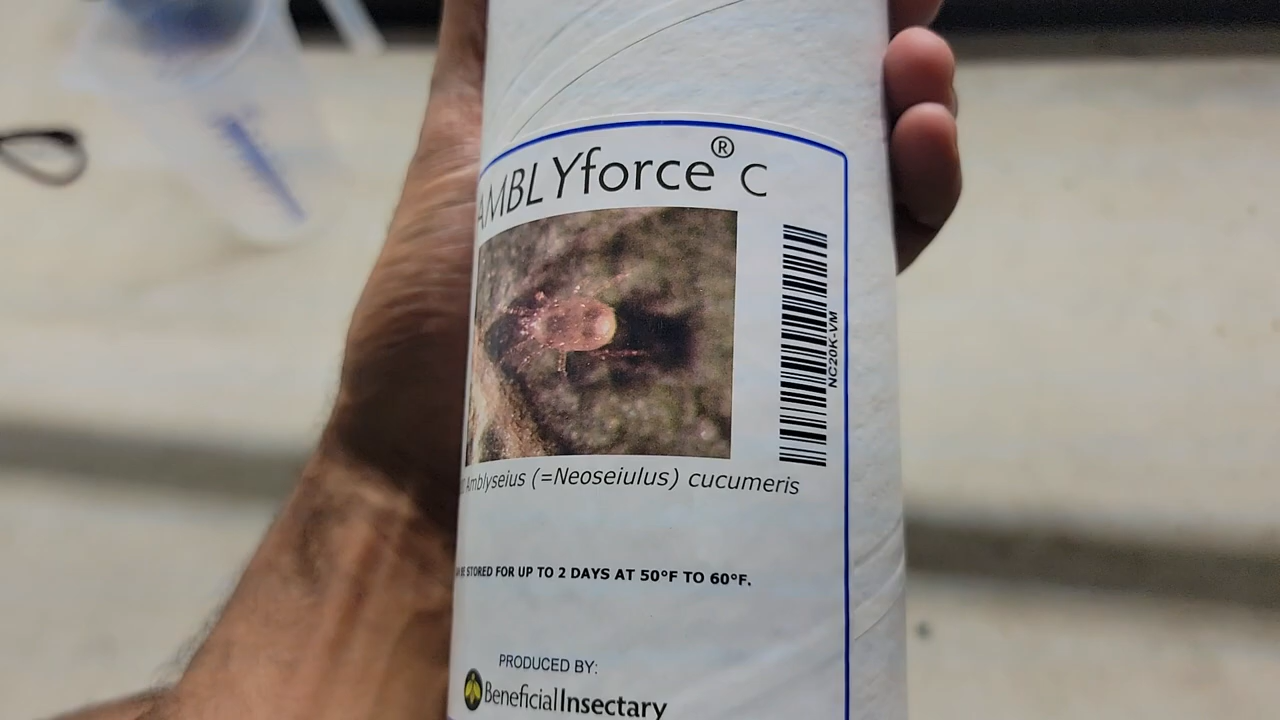 AMBLYforce® C
NC20K-VM
Amblyseius (=Neoseiulus) cucumeris
BE STORED FOR UP TO 2 DAYS AT 50°F TO 60°F.
PRODUCED BY:
BeneficialInsectary